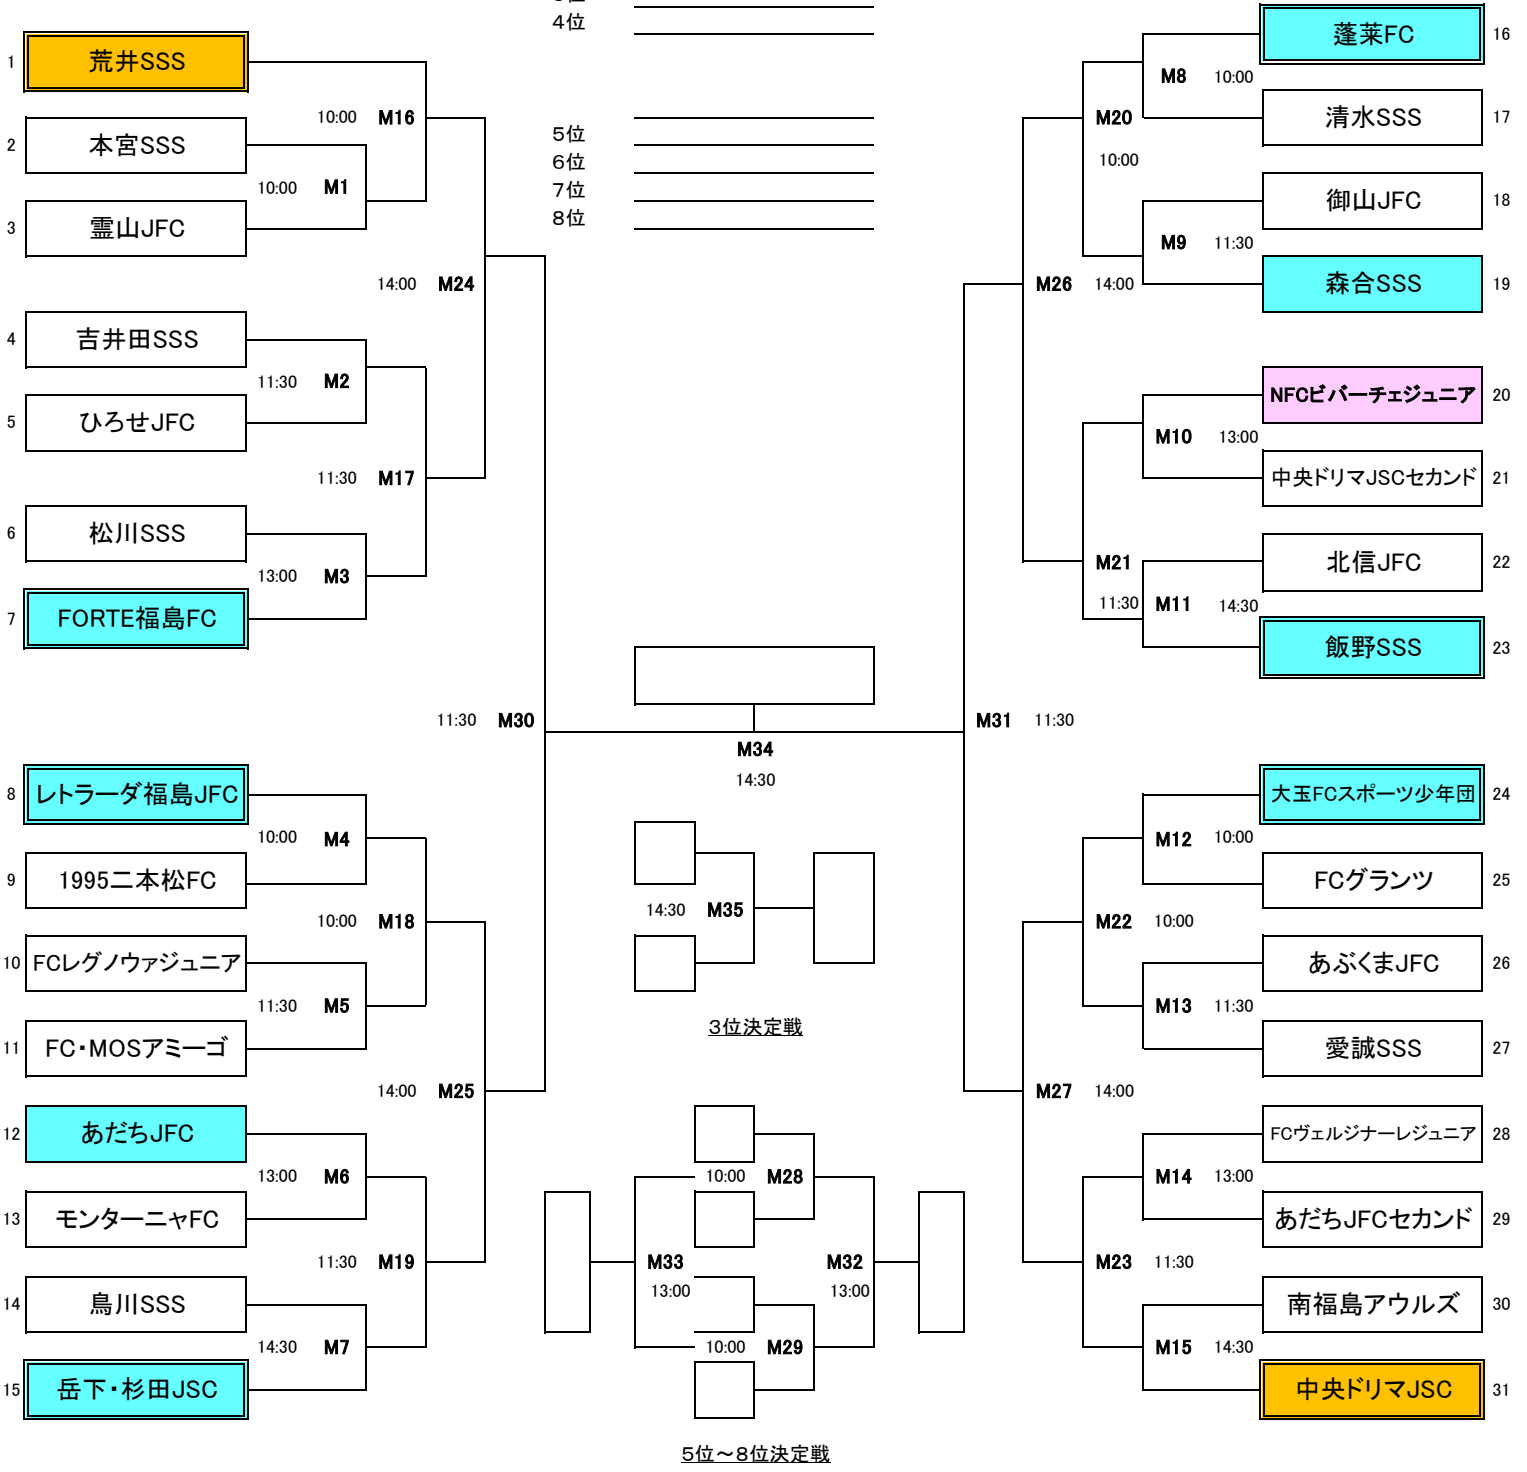 4位
5位
6位
7位
8位
1 荒井SSS
10:00 M16
2 本宮SSS
10:00 M1
3 霊山JFC
14:00 M24
4 吉井田SSS
11:30 M2
5 ひろせJFC
11:30 M17
6 松川SSS
13:00 M3
7 FORTE福島FC
11:30 M30
8 レトラーダ福島JFC
10:00 M4
9 1995二本松FC
10:00 M18
10 FCレグノウァジュニア
11:30 M5
11 FC・MOSアミーゴ
14:00 M25
12 あだちJFC
13:00 M6
13 モンターニャFC
11:30 M19
14 鳥川SSS
14:30 M7
15 岳下・杉田JSC
M34
14:30
14:30 M35
3位決定戦
10:00 M28
M33
13:00
M32
13:00
10:00 M29
5位～8位決定戦
蓬莱FC 16
M8 10:00
清水SSS 17
M20
10:00
御山JFC 18
M9 11:30
森合SSS 19
M26 14:00
NFCビバーチェジュニア 20
M10 13:00
中央ドリマJSCセカンド 21
M21
11:30
北信JFC 22
M11 14:30
飯野SSS 23
M31 11:30
大玉FCスポーツ少年団 24
M12 10:00
FCグランツ 25
M22 10:00
あぶくまJFC 26
M13 11:30
愛誠SSS 27
M27 14:00
FCヴェルジナーレジュニア 28
M14 13:00
あだちJFCセカンド 29
M23 11:30
南福島アウルズ 30
M15 14:30
中央ドリマJSC 31